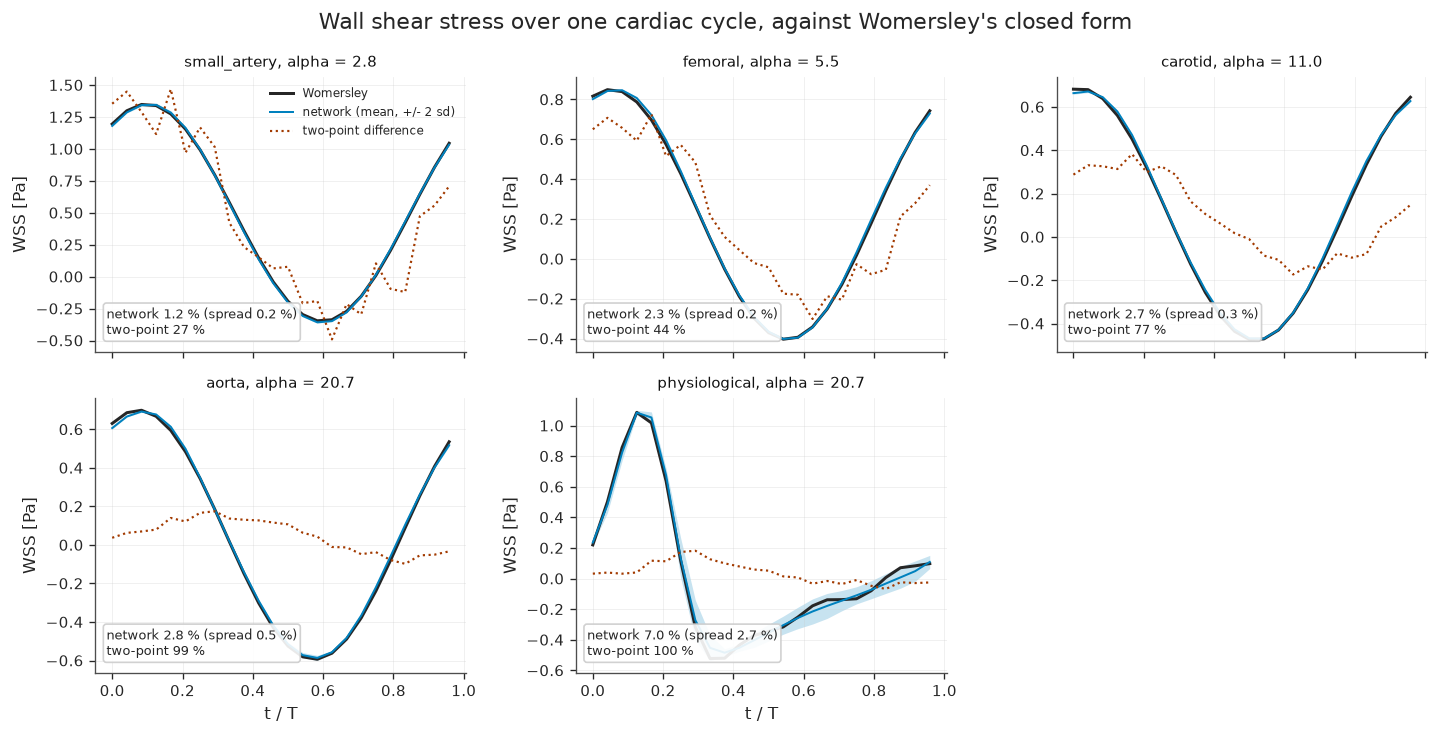 Wall shear stress over one cardiac cycle, against Womersley's closed form
small_artery, alpha = 2.8
WSS [Pa]
1.50
1.25
1.00
0.75
0.50
0.25
0.00
−0.25
−0.50
Womersley
network (mean, +/- 2 sd)
two-point difference
network 1.2 % (spread 0.2 %)
two-point 27 %
femoral, alpha = 5.5
WSS [Pa]
0.8
0.6
0.4
0.2
0.0
−0.2
−0.4
network 2.3 % (spread 0.2 %)
two-point 44 %
carotid, alpha = 11.0
WSS [Pa]
0.6
0.4
0.2
0.0
−0.2
−0.4
network 2.7 % (spread 0.3 %)
two-point 77 %
aorta, alpha = 20.7
WSS [Pa]
0.6
0.4
0.2
0.0
−0.2
−0.4
−0.6
network 2.8 % (spread 0.5 %)
two-point 99 %
0.0 0.2 0.4 0.6 0.8 1.0
t / T
physiological, alpha = 20.7
WSS [Pa]
1.0
0.8
0.6
0.4
0.2
0.0
−0.2
−0.4
−0.6
network 7.0 % (spread 2.7 %)
two-point 100 %
0.0 0.2 0.4 0.6 0.8 1.0
t / T